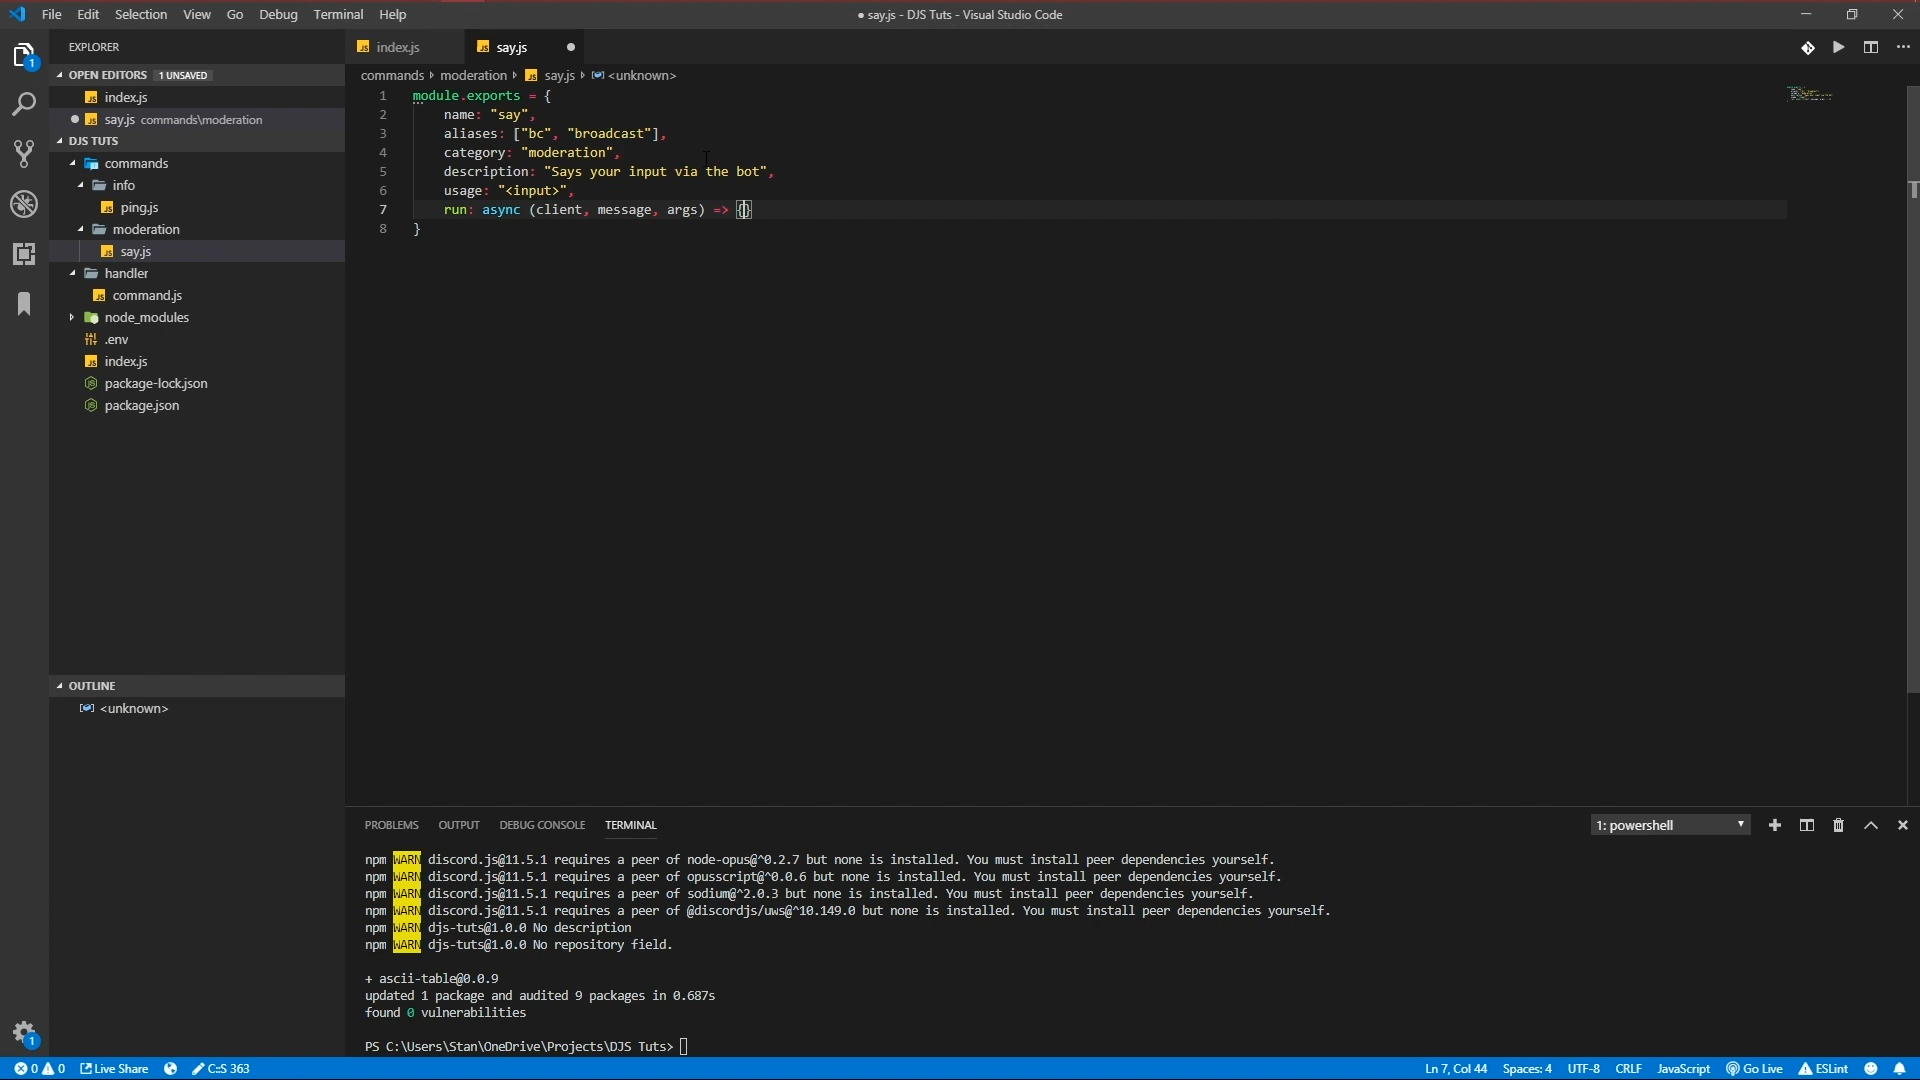 File Edit Selection View Go Debug Terminal Help
● say.js - DJS Tuts - Visual Studio Code
EXPLORER
index.js
say.js
OPEN EDITORS 1 UNSAVED
commands moderation say.js <unknown>
index.js
say.js commands\moderation
DJS TUTS
commands
info
ping.js
moderation
say.js
handler
command.js
node_modules
.env
index.js
package-lock.json
package.json
OUTLINE
<unknown>
1 module.exports = {
2 name: "say",
3 aliases: ["bc", "broadcast"],
4 category: "moderation",
5 description: "Says your input via the bot",
6 usage: "<input>",
7 run: async (client, message, args) => {}
8 }
PROBLEMS OUTPUT DEBUG CONSOLE TERMINAL
1: powershell
npm WARN discord.js@11.5.1 requires a peer of node-opus@^0.2.7 but none is installed. You must install peer dependencies yourself.
npm WARN discord.js@11.5.1 requires a peer of opusscript@^0.0.6 but none is installed. You must install peer dependencies yourself.
npm WARN discord.js@11.5.1 requires a peer of sodium@^2.0.3 but none is installed. You must install peer dependencies yourself.
npm WARN discord.js@11.5.1 requires a peer of @discordjs/uws@^10.149.0 but none is installed. You must install peer dependencies yourself.
npm WARN djs-tuts@1.0.0 No description
npm WARN djs-tuts@1.0.0 No repository field.
+ ascii-table@0.0.9
updated 1 package and audited 9 packages in 0.687s
found 0 vulnerabilities
PS C:\Users\Stan\OneDrive\Projects\DJS Tuts>
1
1
0 0 Live Share C:S 363
Ln 7, Col 44 Spaces: 4 UTF-8 CRLF JavaScript Go Live ESLint